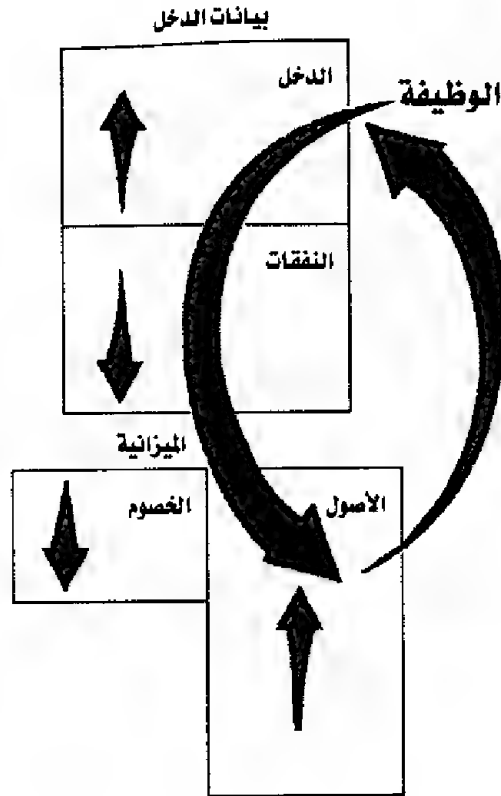 بيانات الدخل
الدخل
الوظيفة
النفقات
الميزانية
الأصول
الخصوم